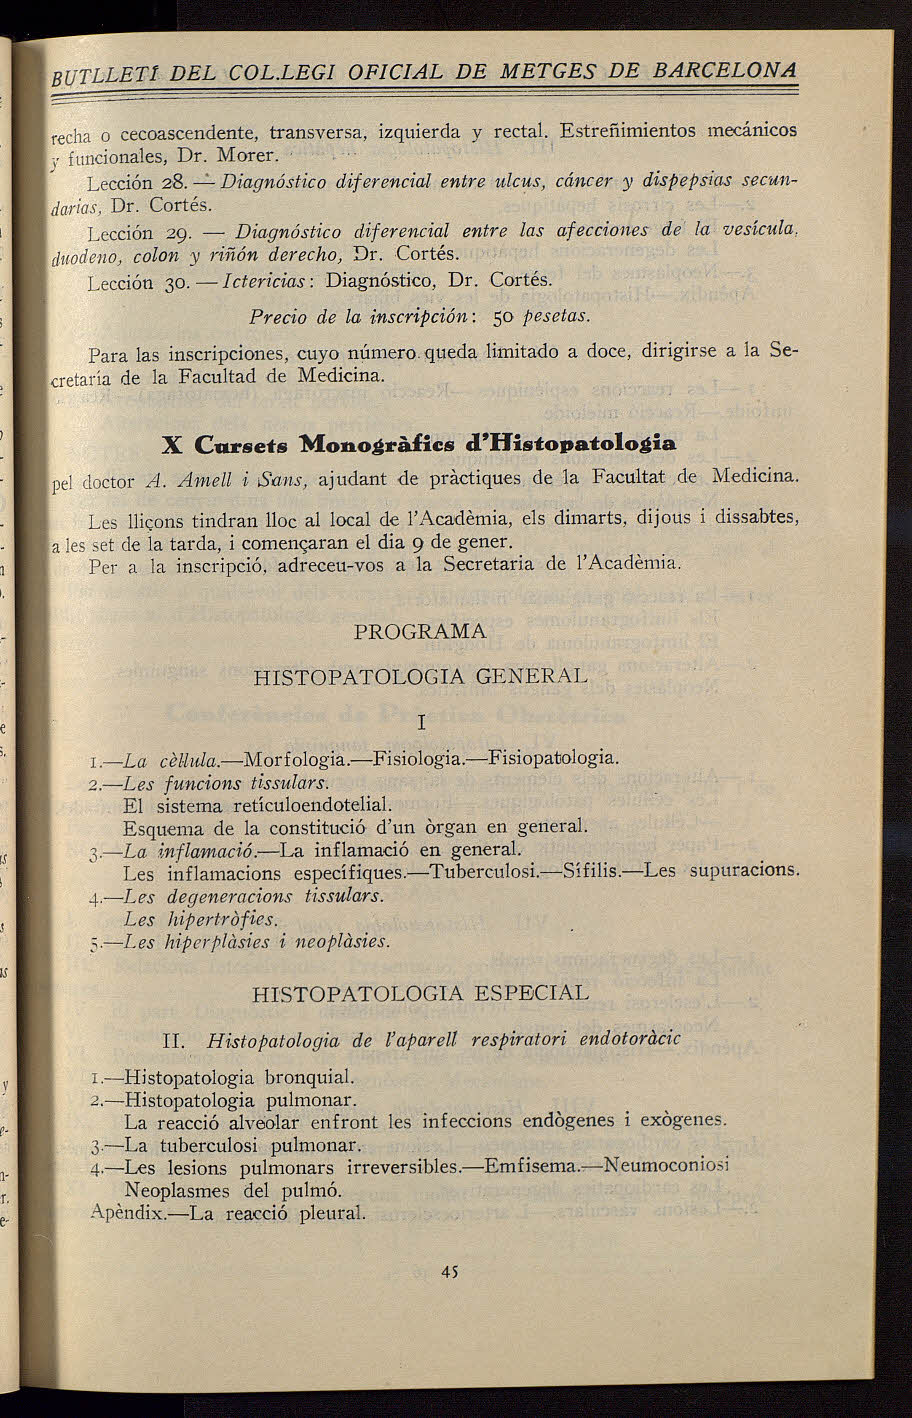 BUTLLETÍ DEL COL.LEGI OFICIAL DE METGES DE BARCELONA
recha o cecoascendente, transversa, izquierda y rectal. Estreñimientos mecánicos
y funcionales, Dr. Morer.
Lección 28. — Diagnóstico diferencial entre ulcus, cáncer y dispepsias secun-
darias, Dr. Cortés.
Lección 29. — Diagnóstico diferencial entre las afecciones de la vesícula,
duodeno, colon y riñón derecho, Dr. Cortés.
Lección 30. — Ictericias: Diagnóstico, Dr. Cortés.
Precio de la inscripción: 50 pesetas.
Para las inscripciones, cuyo número queda limitado a doce, dirigirse a la Se-
cretaría de la Facultad de Medicina.
X Cursets Monogràfics d'Histopatologia
pel doctor A. Amell i Sans, ajudant de pràctiques de la Facultat de Medicina.
Les lliçons tindran lloc al local de l'Acadèmia, els dimarts, dijous i dissabtes,
a les set de la tarda, i començaran el dia 9 de gener.
Per a la inscripció, adreceu-vos a la Secretaria de l'Acadèmia.
PROGRAMA
HISTOPATOLOGIA GENERAL
I
1.—La cèllula.—Morfologia.—Fisiologia.—Fisiopatologia.
2.—Les funcions tissulars.
El sistema retículoendotelial.
Esquema de la constitució d'un òrgan en general.
3.—La inflamació.—La inflamació en general.
Les inflamacions específiques.—Tuberculosi.—Sífilis.—Les supuracions.
4.—Les degeneracions tissulars.
Les hipertròfies.
5.—Les hiperplàsies i neoplàsies.
HISTOPATOLOGIA ESPECIAL
II. Histopatologia de l'aparell respiratori endotoràcic
1.—Histopatologia bronquial.
2.—Histopatologia pulmonar.
La reacció alveolar enfront les infeccions endògenes i exògenes.
3.—La tuberculosi pulmonar.
4.—Les lesions pulmonars irreversibles.—Emfisema.—Neumoconiosi
Neoplasmes del pulmó.
Apèndix.—La reacció pleural.
45